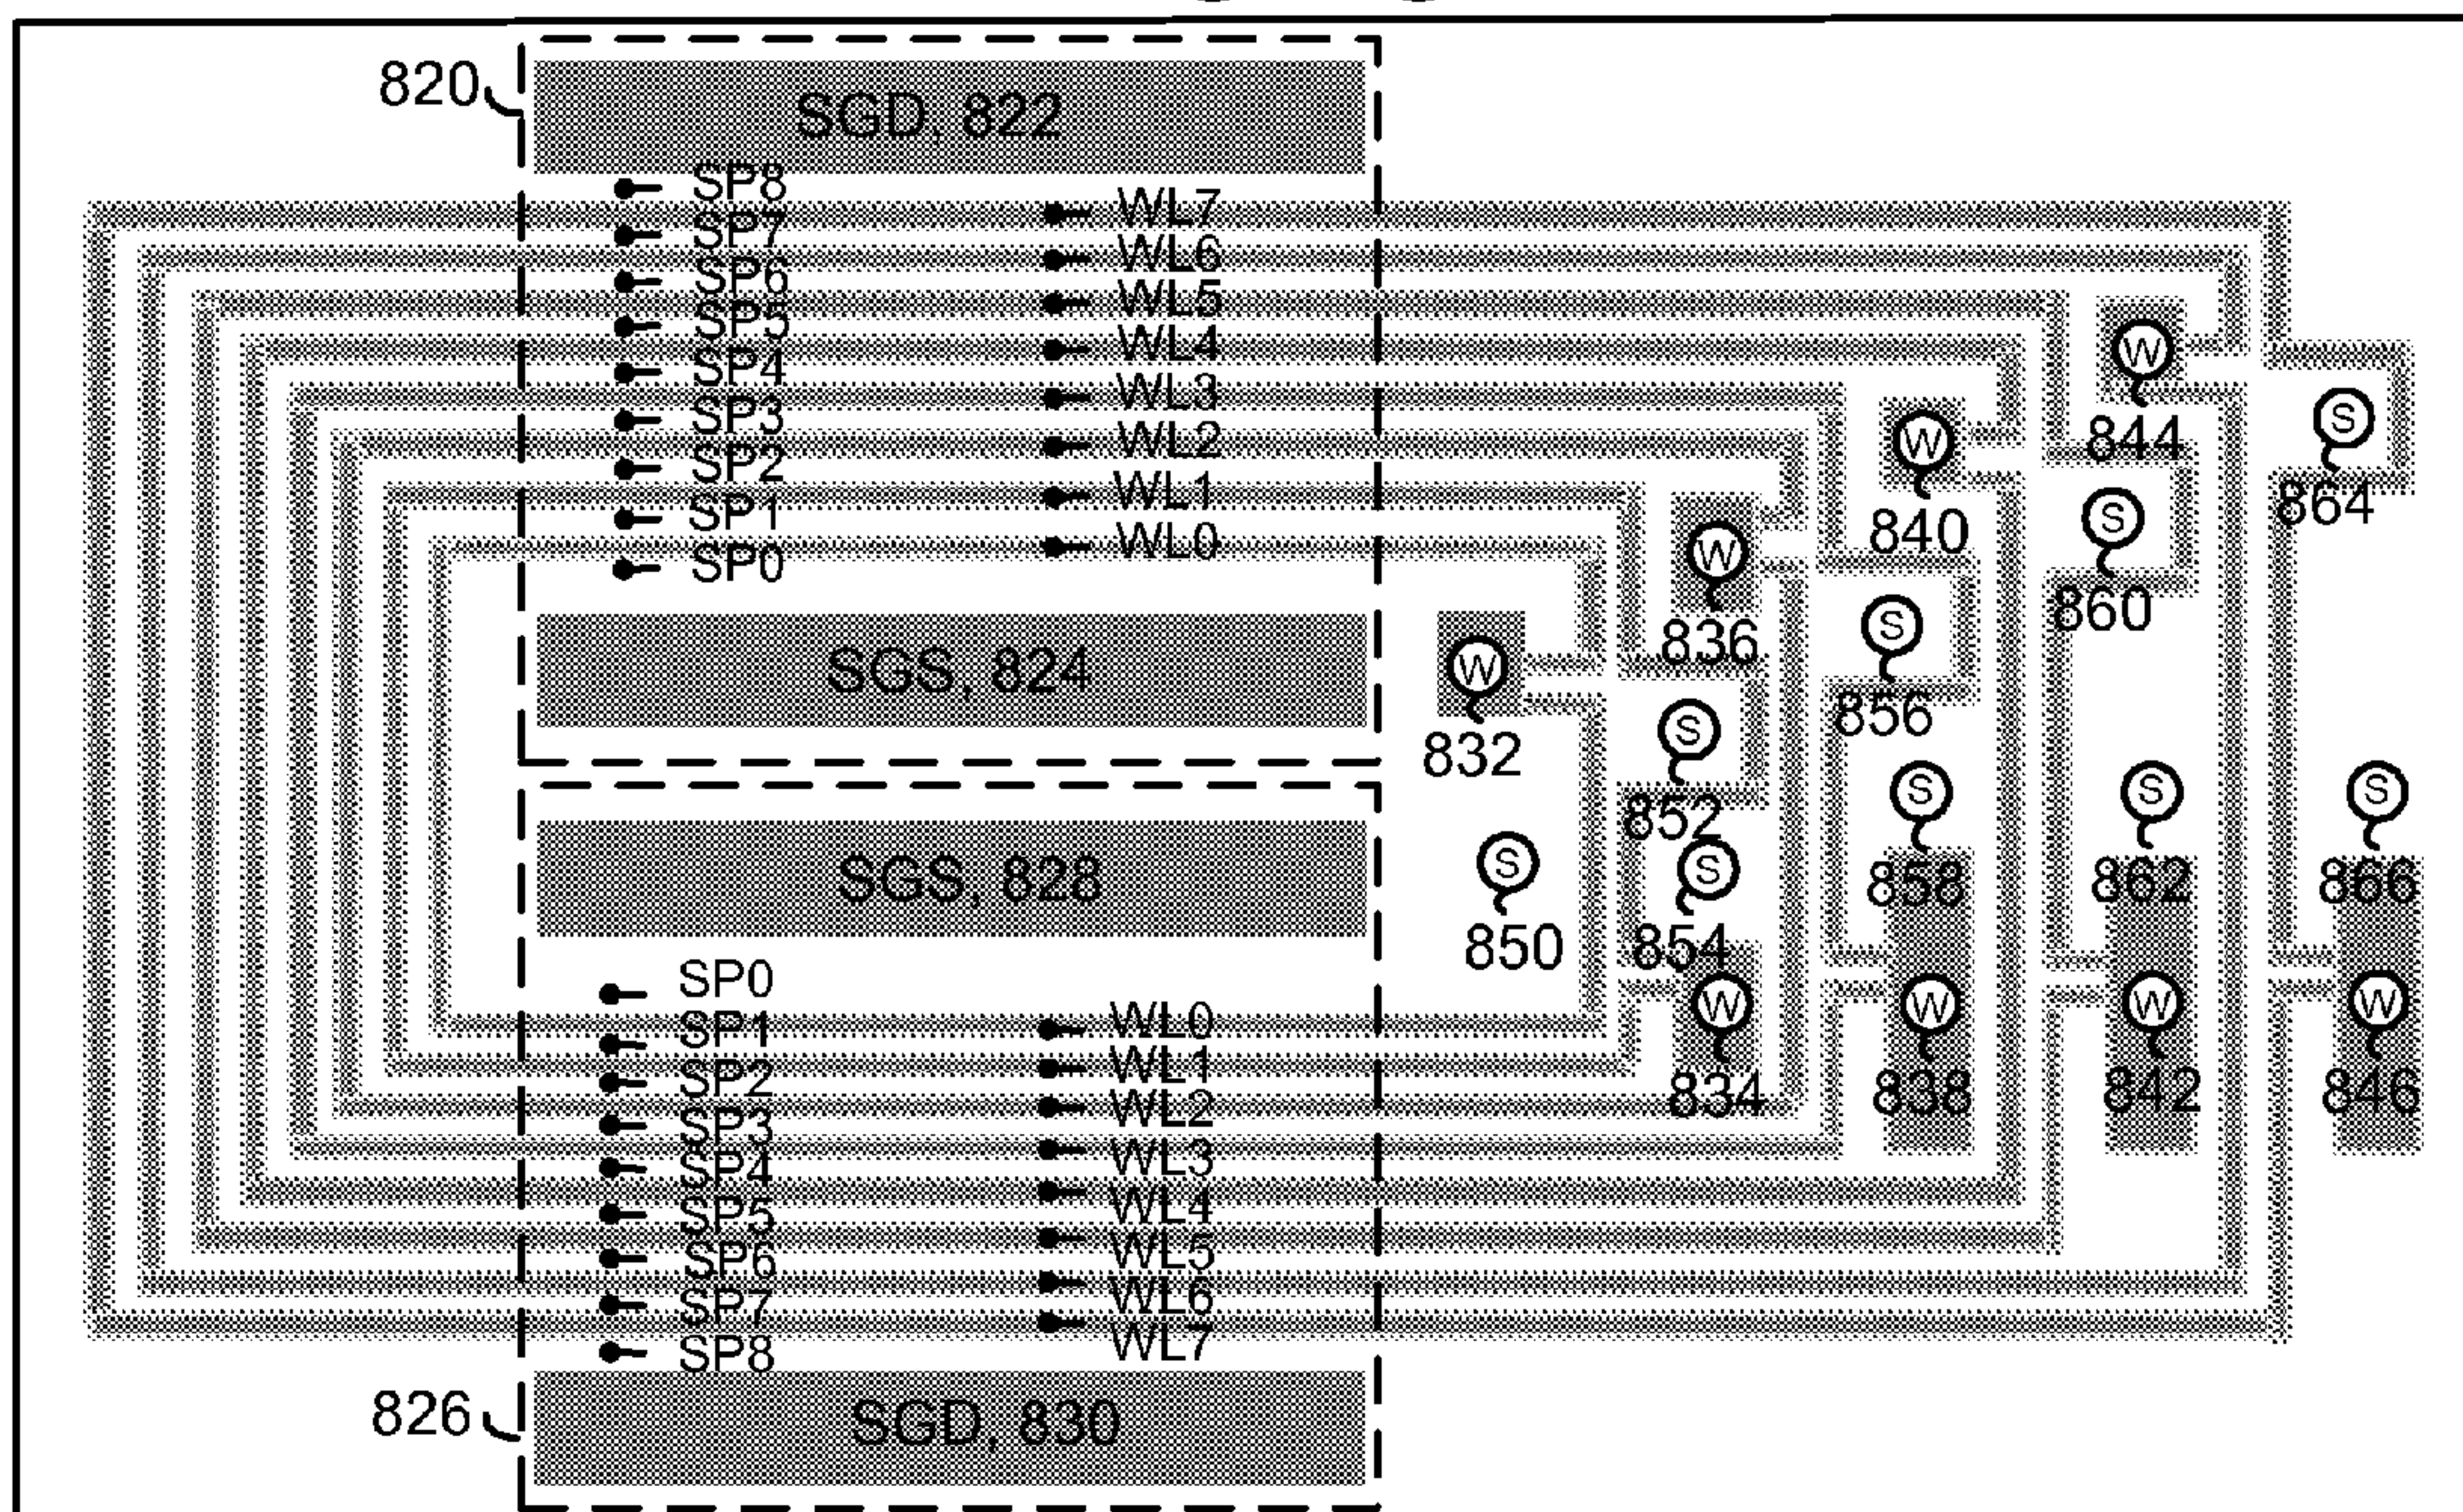 820
SGD, 822
SP8
WL7
SP7
WL6
SP6
WL5
SP5
WL4
SP4
WL3
SP3
WL2
SP2
WL1
SP1
WL0
SP0
SGS, 824
W
844
S
864
W
840
S
860
W
836
S
856
W
832
S
852
SGS, 828
S
850
S
854
S
858
S
862
S
866
W
834
W
838
W
842
W
846
SP0
WL0
SP1
WL1
SP2
WL2
SP3
WL3
SP4
WL4
SP5
WL5
SP6
WL6
SP7
WL7
SP8
826
SGD, 830